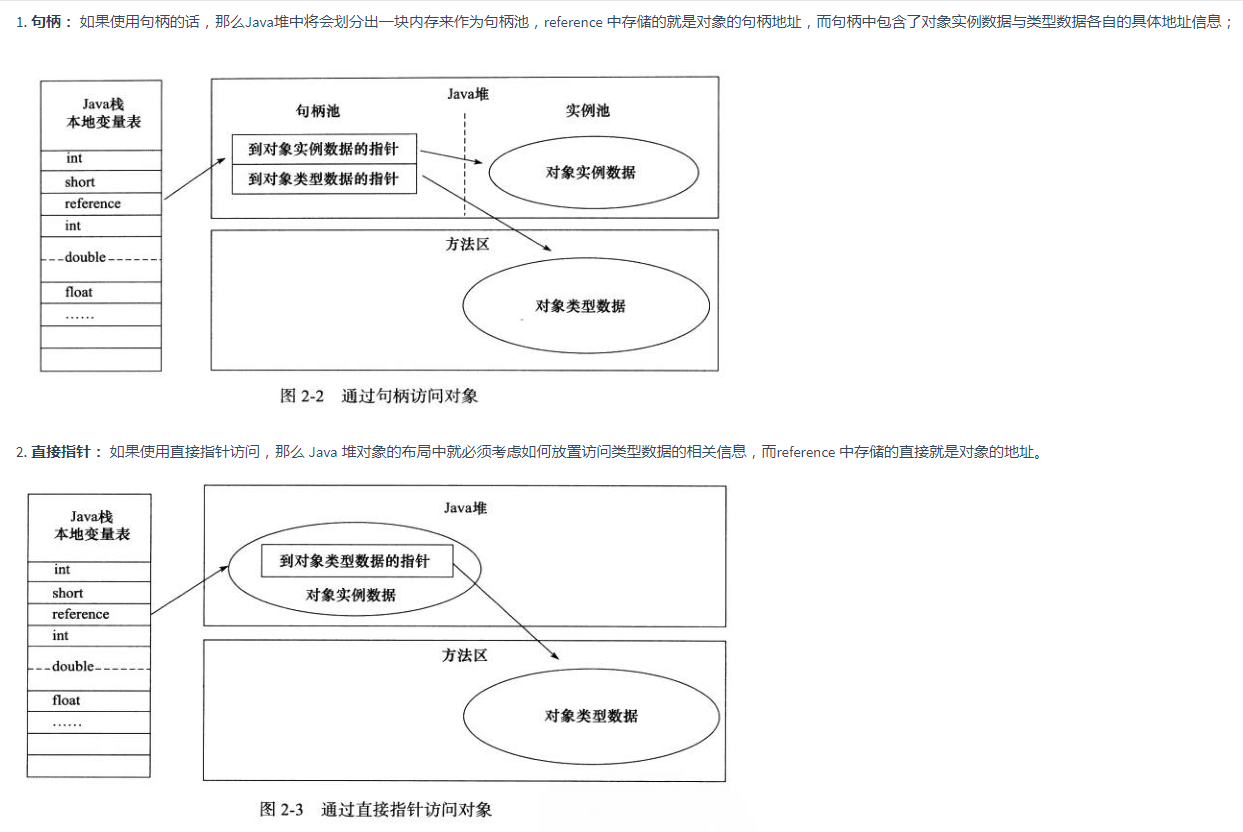 1. 句柄： 如果使用句柄的话，那么Java堆中将会划分出一块内存来作为句柄池，reference 中存储的就是对象的句柄地址，而句柄中包含了对象实例数据与类型数据各自的具体地址信息；
Java栈
本地变量表
int
short
reference
int
double
float
……
Java堆
句柄池
实例池
到对象实例数据的指针
到对象类型数据的指针
对象实例数据
方法区
对象类型数据
图 2-2 通过句柄访问对象
2. 直接指针： 如果使用直接指针访问，那么 Java 堆对象的布局中就必须考虑如何放置访问类型数据的相关信息，而reference 中存储的直接就是对象的地址。
Java栈
本地变量表
int
short
reference
int
double
float
……
Java堆
到对象类型数据的指针
对象实例数据
方法区
对象类型数据
图 2-3 通过直接指针访问对象